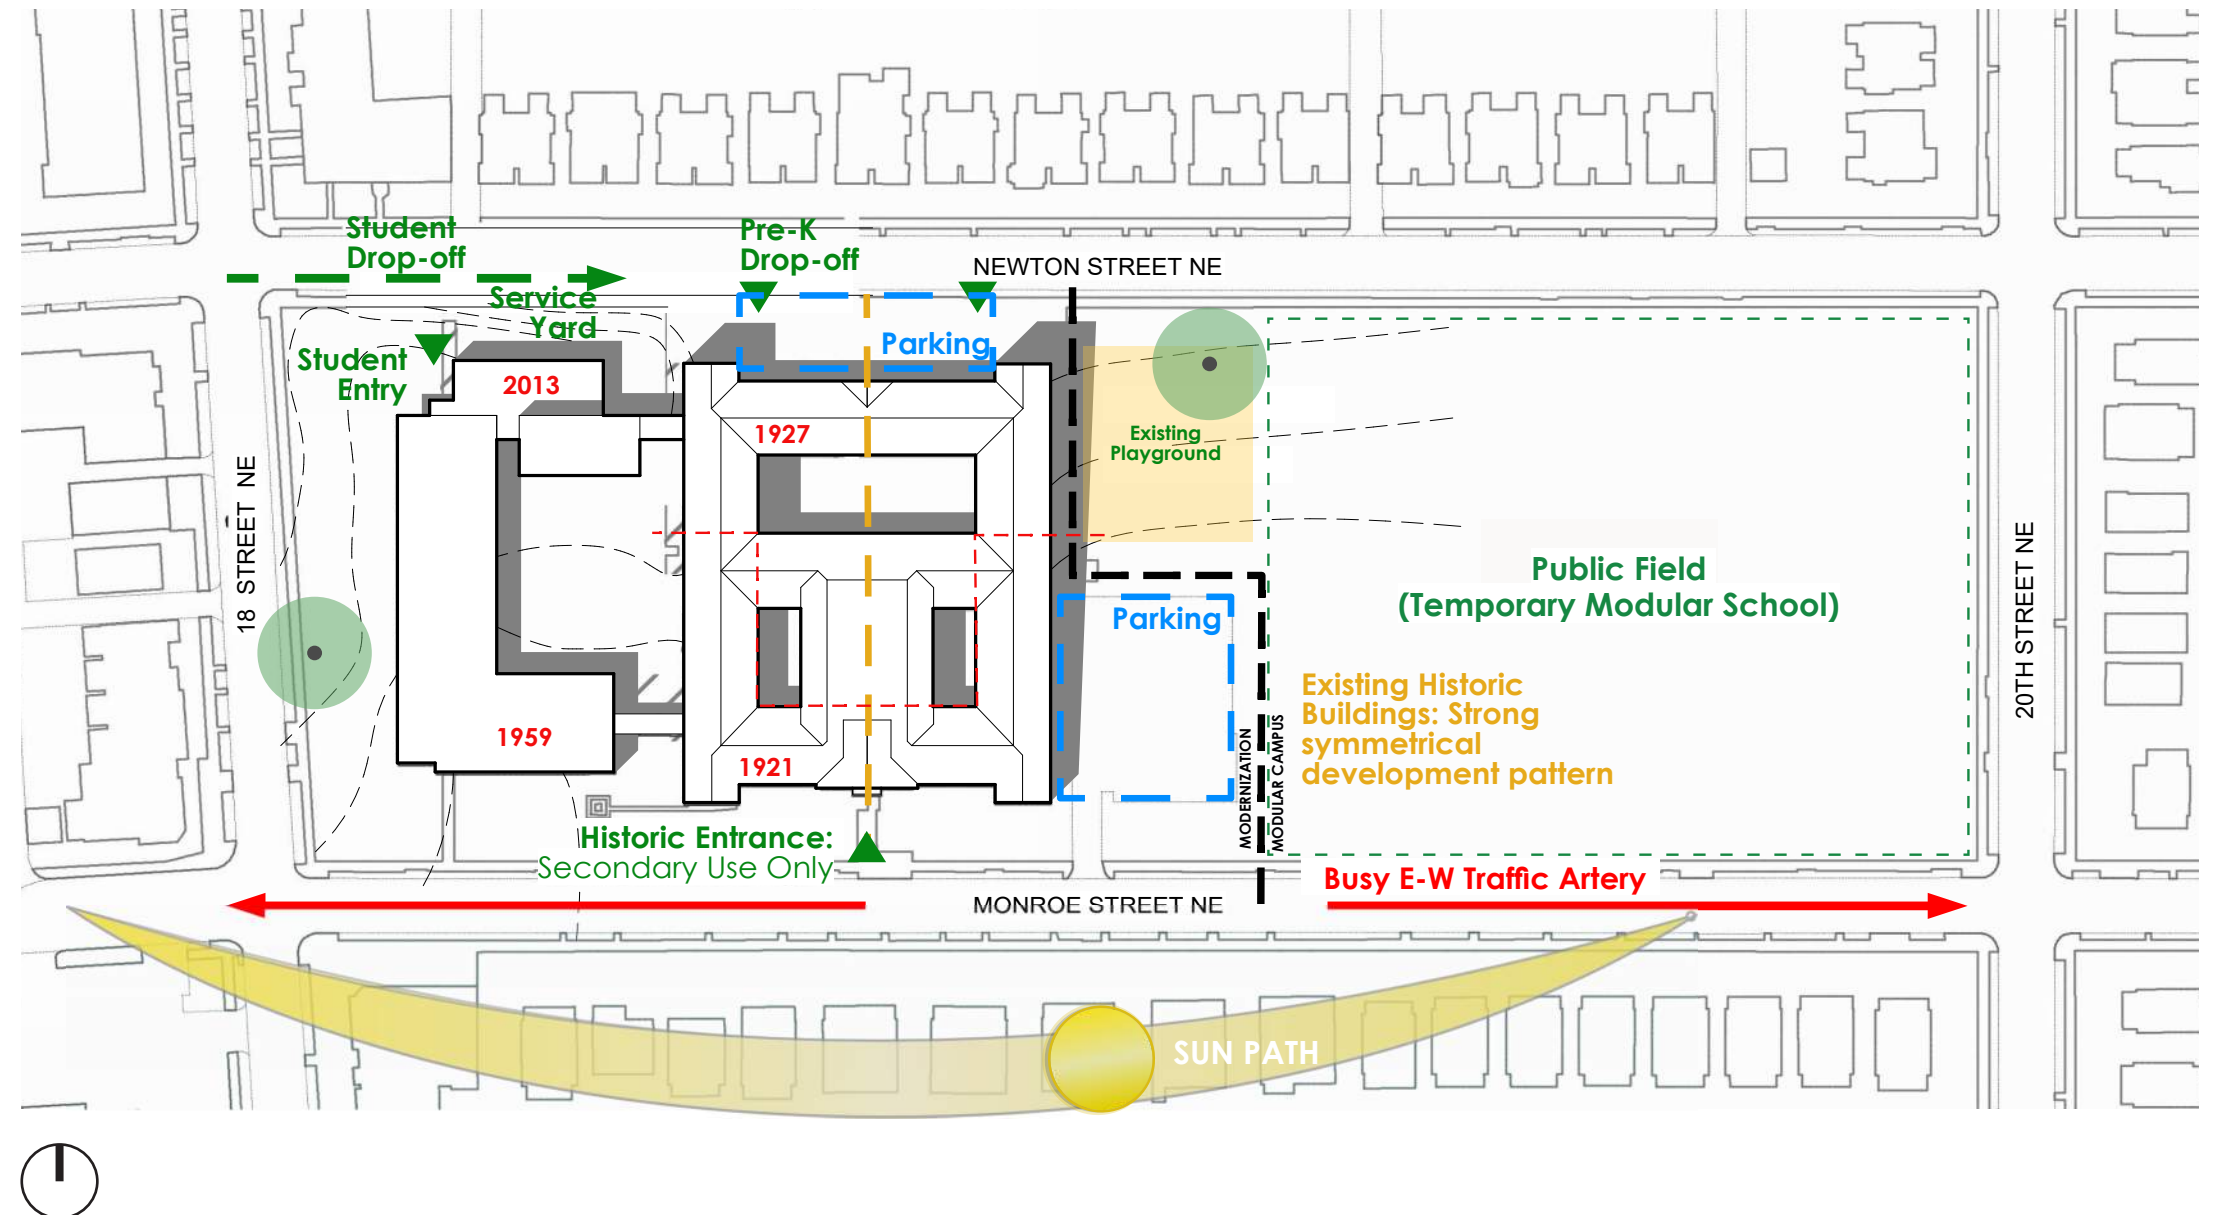 Student
Drop-off
Pre-K
Drop-off
NEWTON STREET NE
Service
Yard
Parking
Student
Entry
2013
1927
Existing
Playground
18 STREET NE
Public Field
(Temporary Modular School)
Parking
20TH STREET NE
Existing Historic
Buildings: Strong
symmetrical
development pattern
MODERNIZATION
MODULAR CAMPUS
1959
1921
Historic Entrance:
Secondary Use Only
Busy E-W Traffic Artery
MONROE STREET NE
SUN PATH